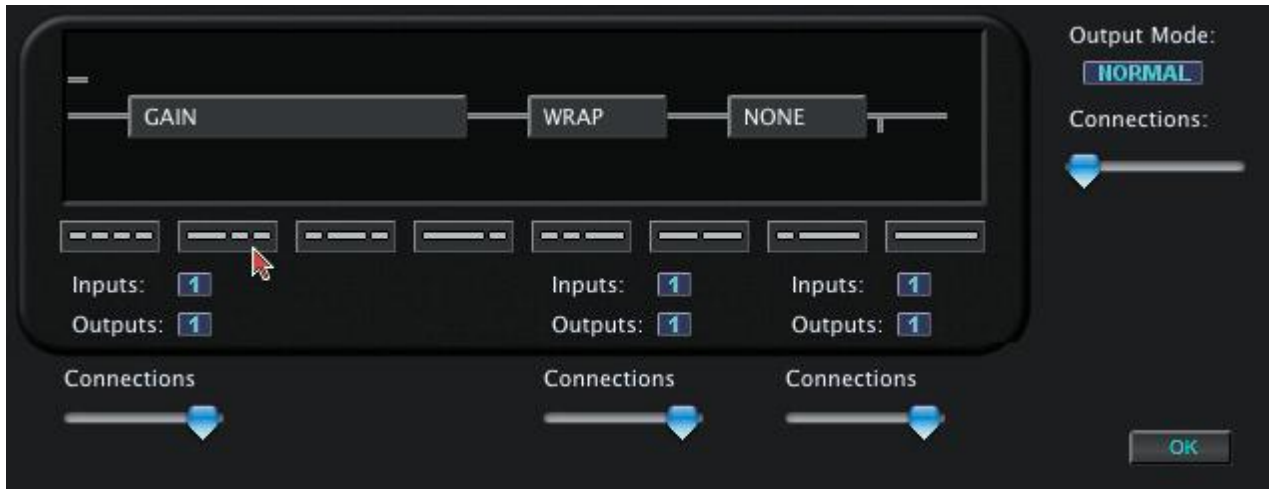 Output Mode:
NORMAL
GAIN WRAP NONE
Connections:
Inputs: 1 Inputs: 1 Inputs: 1
Outputs: 1 Outputs: 1 Outputs: 1
Connections Connections Connections
OK